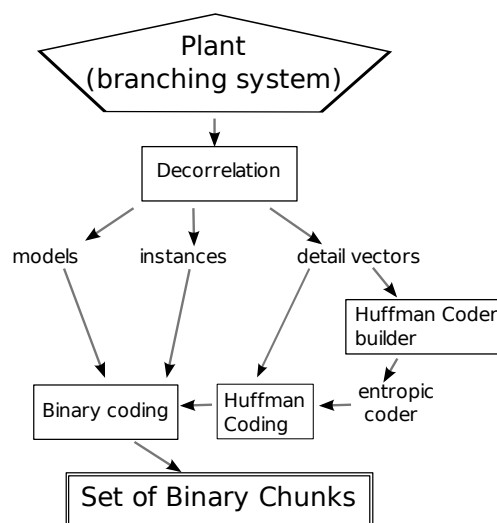 Plant
(branching system)
Decorrelation
models
instances
detail vectors
Huffman Coder
builder
entropic
coder
Binary coding
Huffman
Coding
Set of Binary Chunks